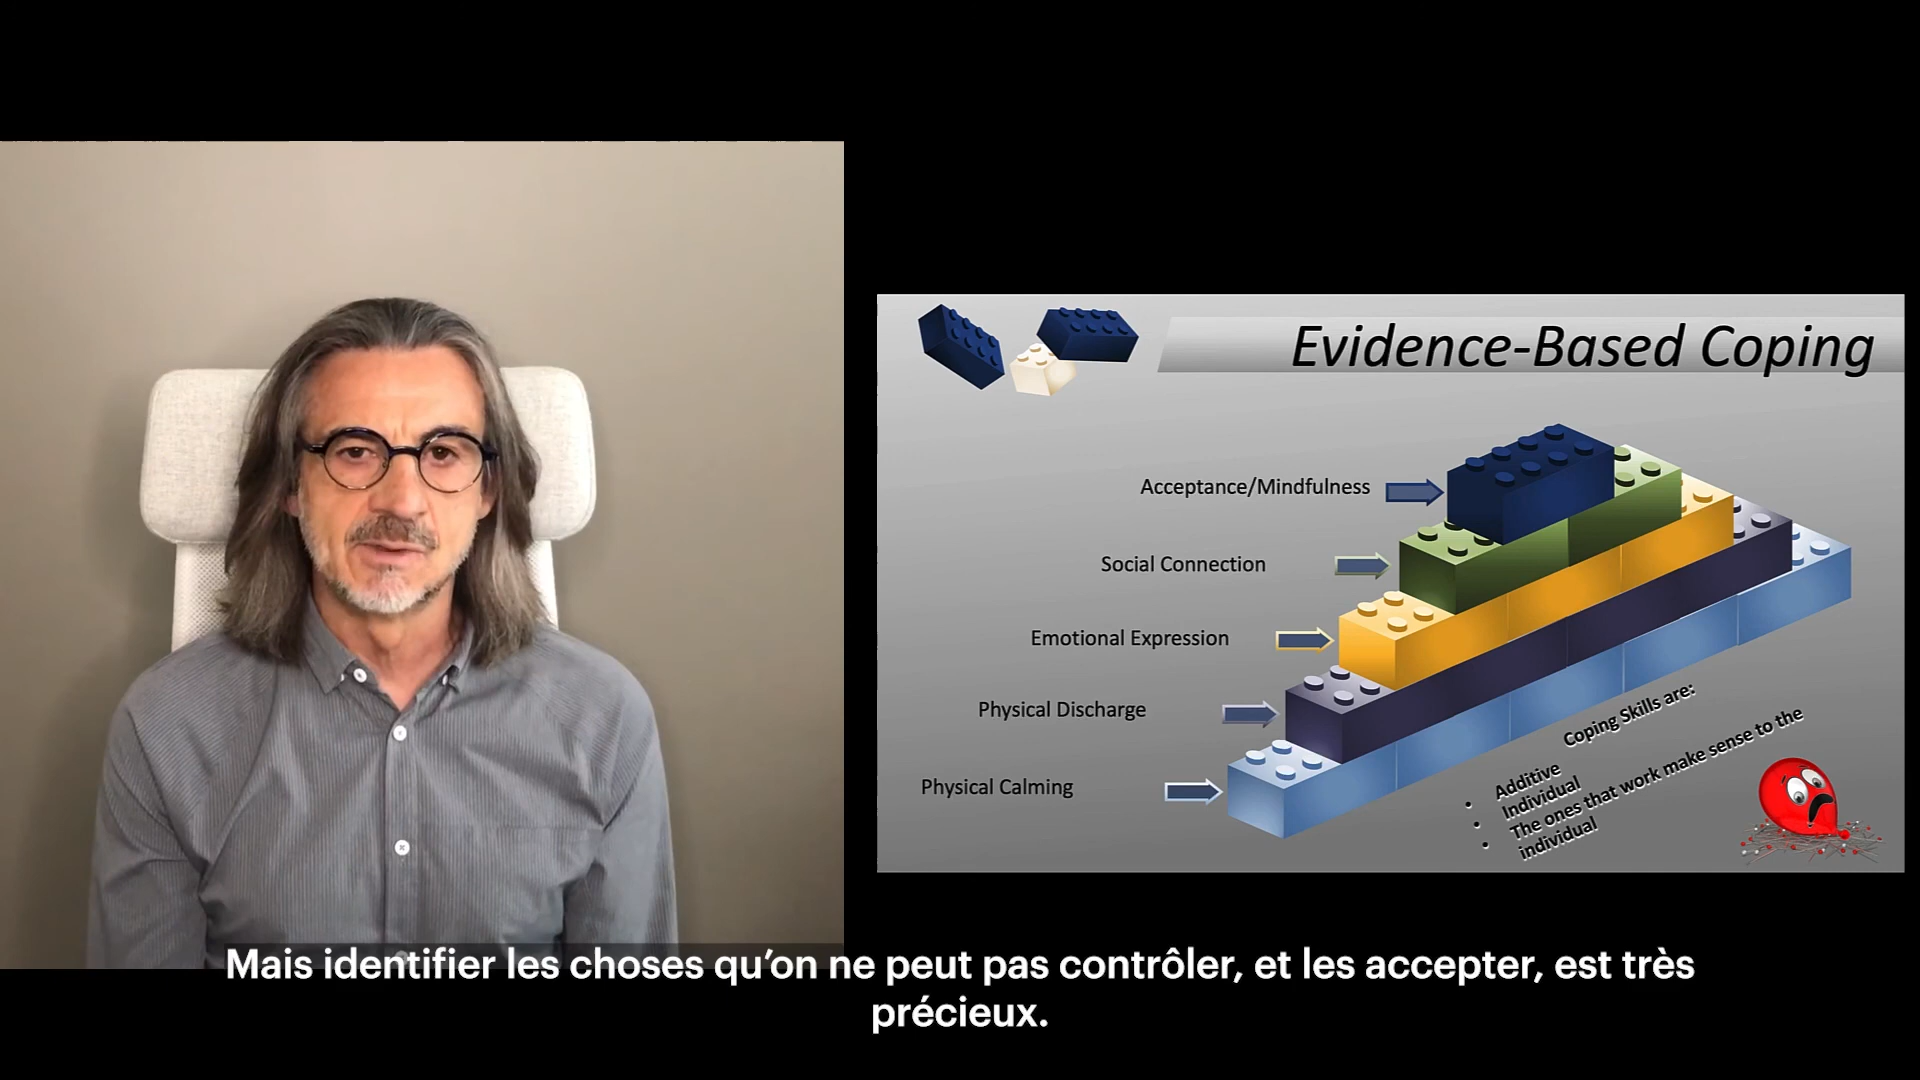 Evidence-Based Coping
Acceptance/Mindfulness
Social Connection
Emotional Expression
Physical Discharge
Physical Calming
Coping Skills are:
• Additive
• Individual
• The ones that work make sense to the
individual
Mais identifier les choses qu’on ne peut pas contrôler, et les accepter, est très
précieux.